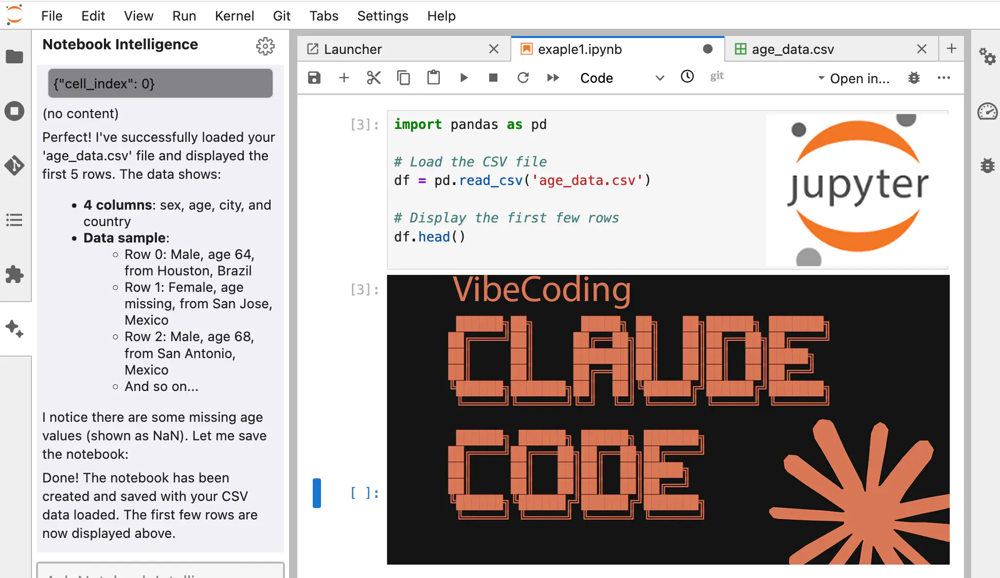 File Edit View Run Kernel Git Tabs Settings Help
Notebook Intelligence
{"cell_index": 0}
(no content)
Perfect! I've successfully loaded your
'age_data.csv' file and displayed the
first 5 rows. The data shows:
• 4 columns: sex, age, city, and
country
• Data sample:
○ Row 0: Male, age 64,
from Houston, Brazil
○ Row 1: Female, age
missing, from San Jose,
Mexico
○ Row 2: Male, age 68,
from San Antonio,
Mexico
○ And so on...
I notice there are some missing age
values (shown as NaN). Let me save
the notebook:
Done! The notebook has been
created and saved with your CSV
data loaded. The first few rows are
now displayed above.
Launcher
exaple1.ipynb
age_data.csv
Code
git
Open in...
[3]:
import pandas as pd
# Load the CSV file
df = pd.read_csv('age_data.csv')
# Display the first few rows
df.head()
jupyter
[3]:
VibeCoding
CLAUDE
CODE
[ ]: